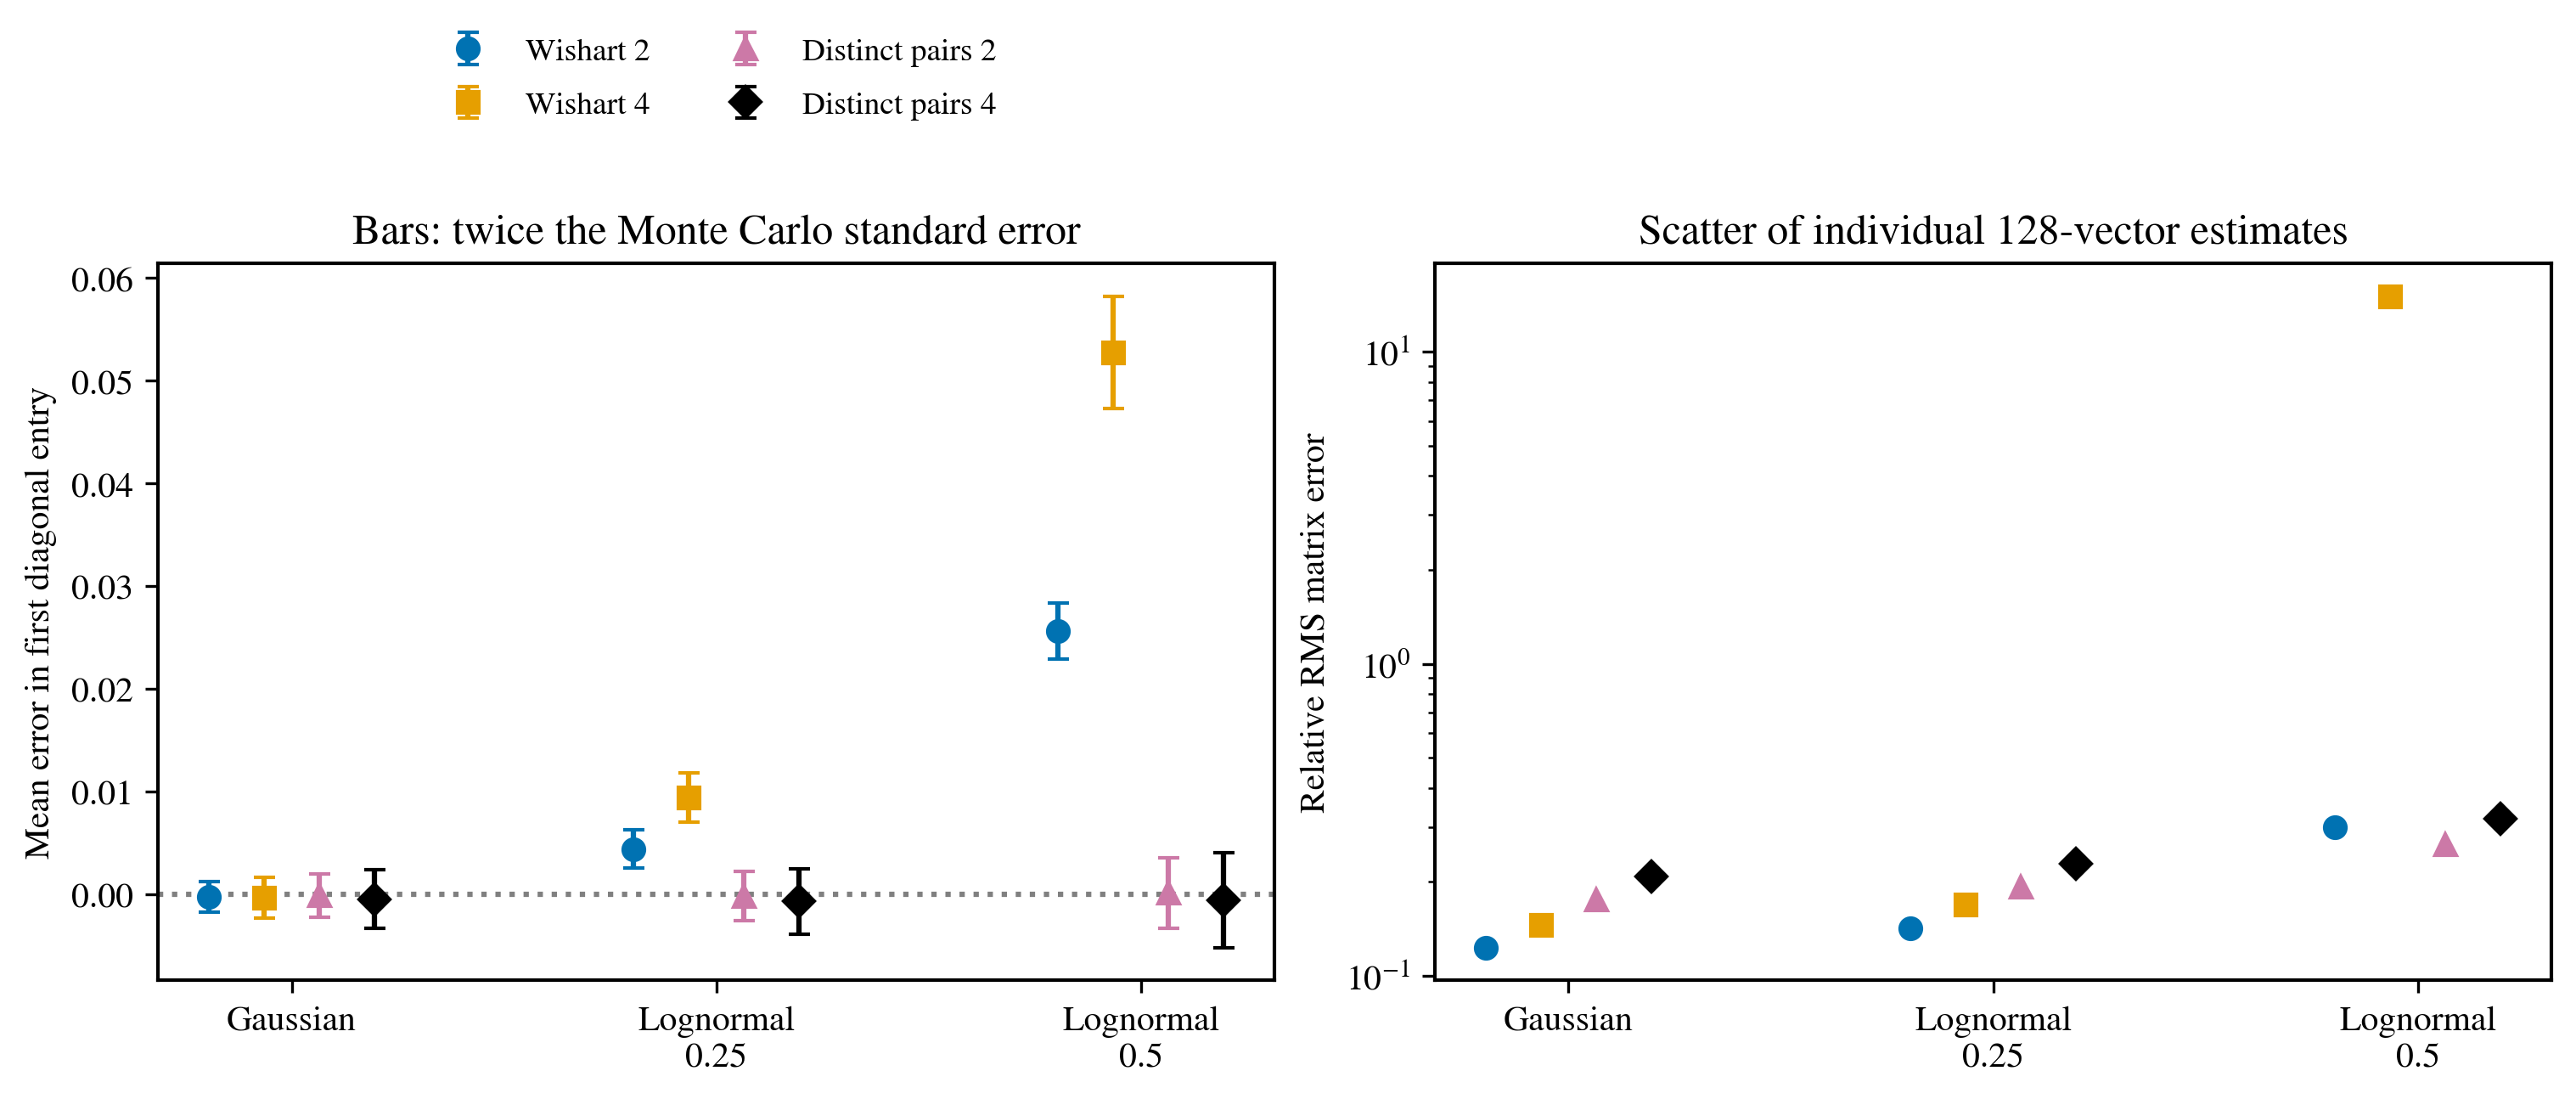 Wishart 2
Wishart 4
Distinct pairs 2
Distinct pairs 4
Bars: twice the Monte Carlo standard error
Mean error in first diagonal entry
0.06
0.05
0.04
0.03
0.02
0.01
0.00
Gaussian
Lognormal
0.25
Lognormal
0.5
Scatter of individual 128-vector estimates
Relative RMS matrix error
10¹
10⁰
10⁻¹
Gaussian
Lognormal
0.25
Lognormal
0.5